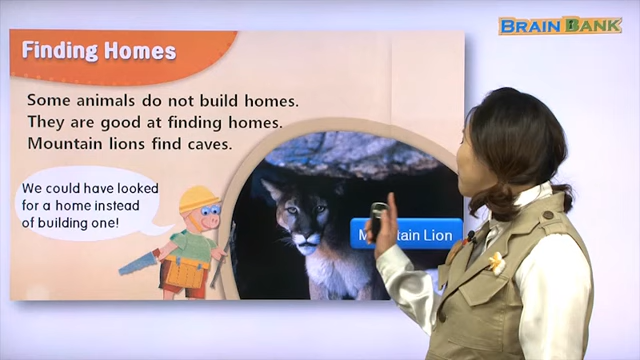 BRAIN BANK
Finding Homes
Some animals do not build homes.
They are good at finding homes.
Mountain lions find caves.
We could have looked
for a home instead
of building one!
Lion